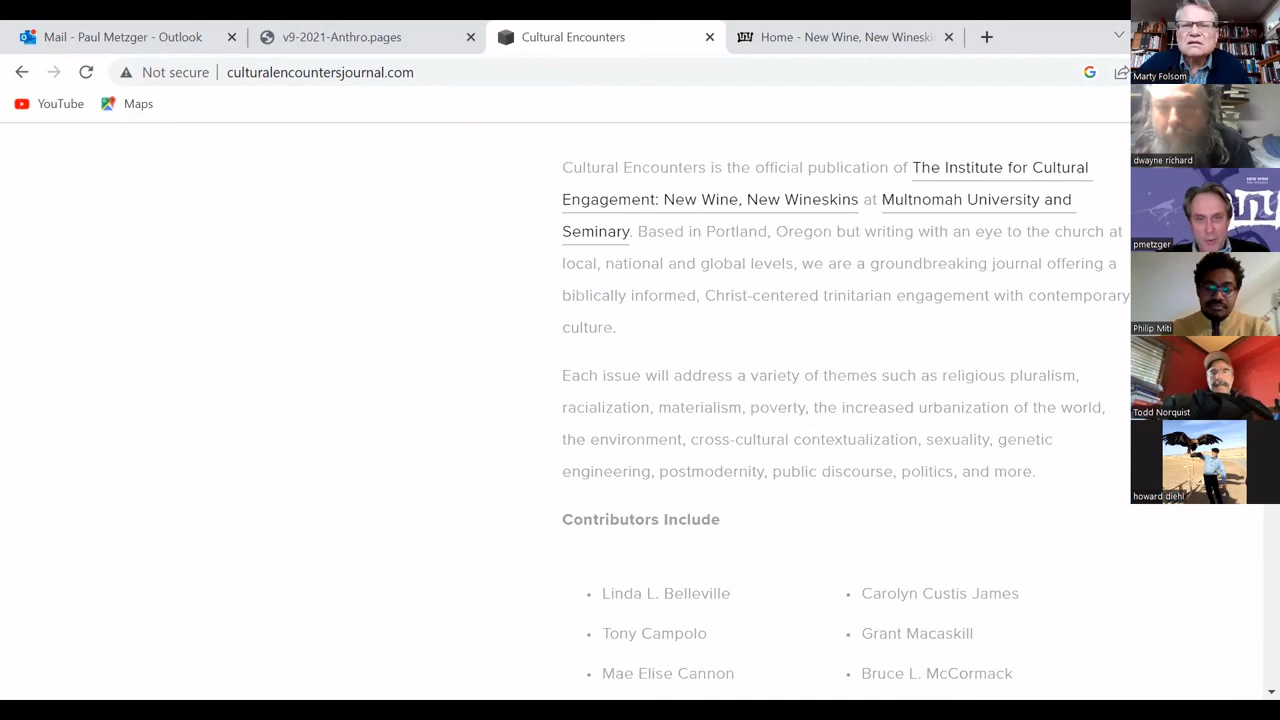 Mail - Paul Metzger - Outlook
v9-2021-Anthro.pages
Cultural Encounters
Home - New Wine, New Wineski
Not secure
culturalencountersjournal.com
YouTube
Maps
Cultural Encounters is the official publication of The Institute for Cultural
Engagement: New Wine, New Wineskins at Multnomah University and
Seminary. Based in Portland, Oregon but writing with an eye to the church at
local, national and global levels, we are a groundbreaking journal offering a
biblically informed, Christ-centered trinitarian engagement with contemporary
culture.
Each issue will address a variety of themes such as religious pluralism,
racialization, materialism, poverty, the increased urbanization of the world,
the environment, cross-cultural contextualization, sexuality, genetic
engineering, postmodernity, public discourse, politics, and more.
Contributors Include
• Linda L. Belleville
• Carolyn Custis James
• Tony Campolo
• Grant Macaskill
• Mae Elise Cannon
• Bruce L. McCormack
Marty Folsom
dwayne richard
NEW WINE
pmetzger
Philip Miti
Todd Norquist
howard diehl